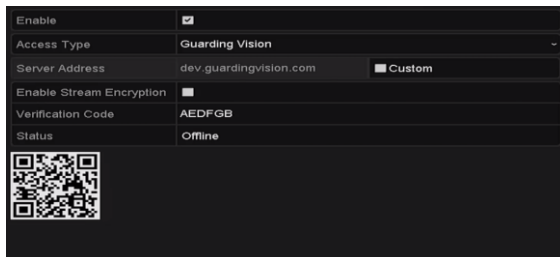 Enable
Access Type Guarding Vision
Server Address dev.guardingvision.com Custom
Enable Stream Encryption
Verification Code AEDFGB
Status Offline